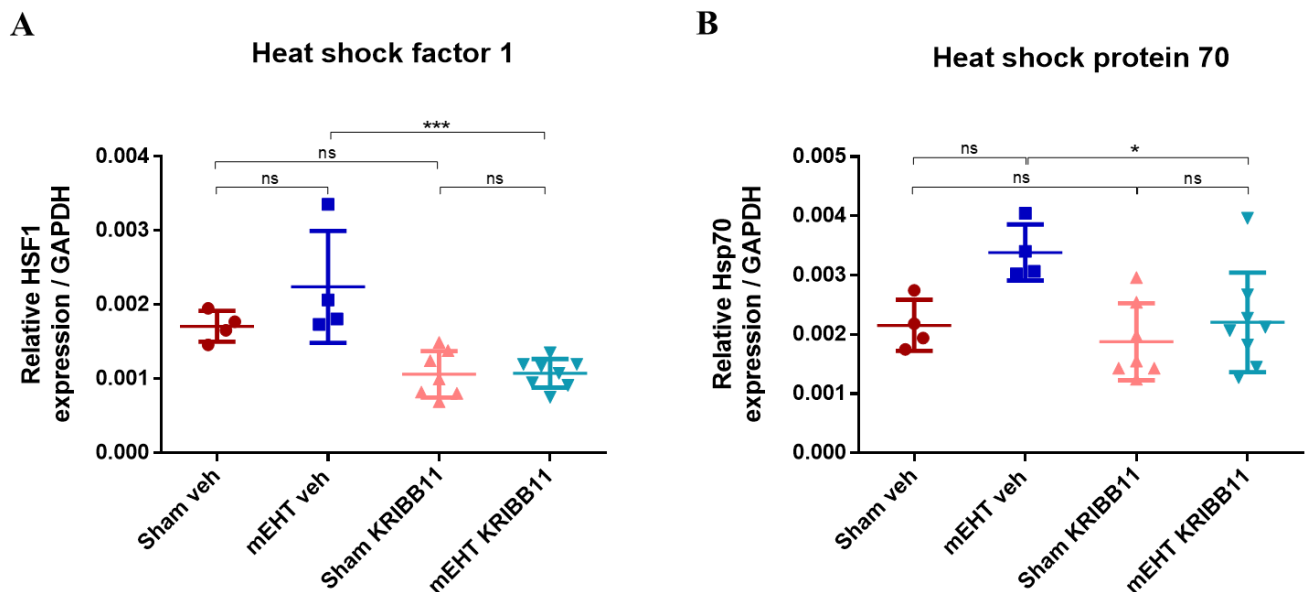 A
Heat shock factor 1
Relative HSF1
expression / GAPDH
0.004
0.003
0.002
0.001
0.000
***
ns
ns
ns
Sham veh
mEHT veh
Sham KRIBB11
mEHT KRIBB11
B
Heat shock protein 70
Relative Hsp70
expression / GAPDH
0.005
0.004
0.003
0.002
0.001
0.000
ns
*
ns
ns
Sham veh
mEHT veh
Sham KRIBB11
mEHT KRIBB11